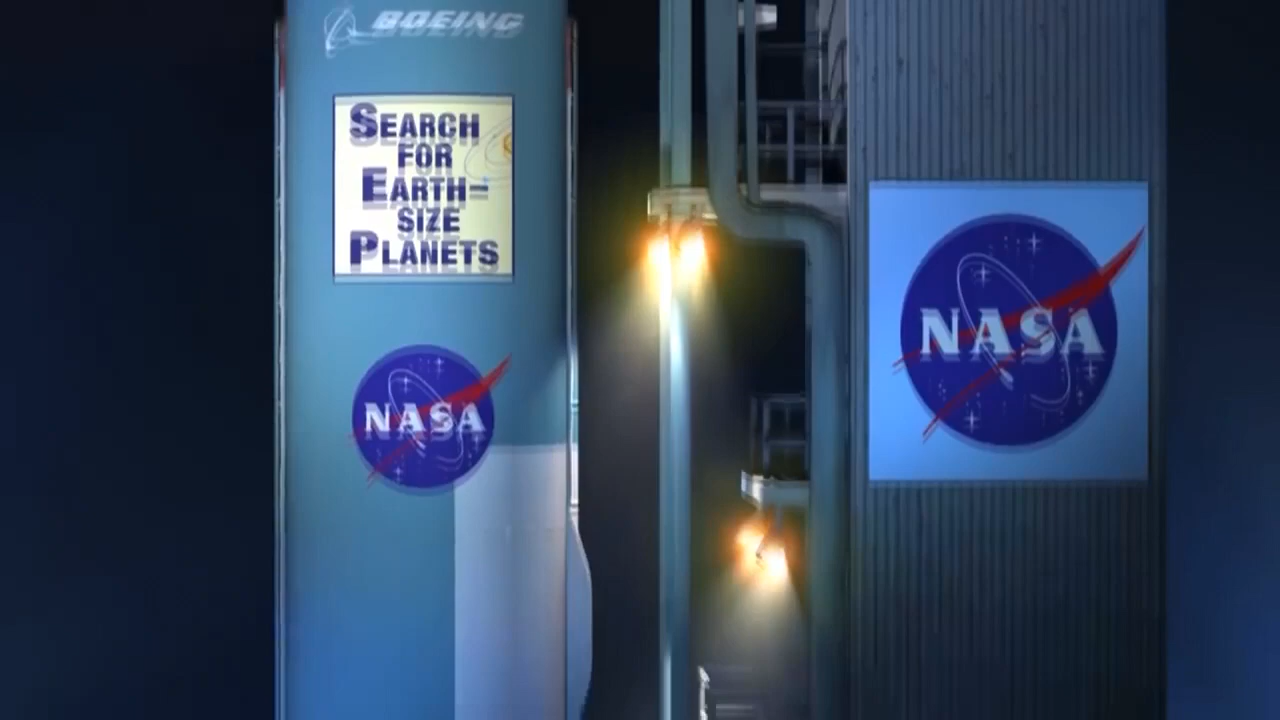 BOEING
SEARCH
FOR
EARTH-
SIZE
PLANETS
NASA
NASA